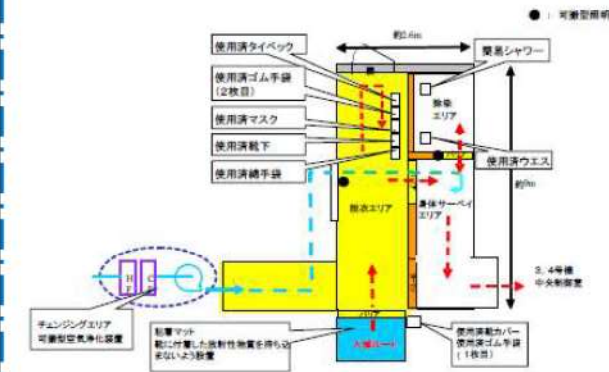 ● : 可搬型照明
約2.6m
使用済タイベック
簡易シャワー
使用済ゴム手袋
(2枚目)
除染
エリア
使用済マスク
使用済靴下
使用済綿手袋
使用済ウエス
約9m
脱衣エリア
身体サーベイ
エリア
3、4号機
中央制御室
チェンジングエリア
可搬型空気浄化装置
バリア
粘着マット
靴に付着した放射性物質を持ち込
まないよう設置
使用済靴カバー
使用済ゴム手袋
(1枚目)